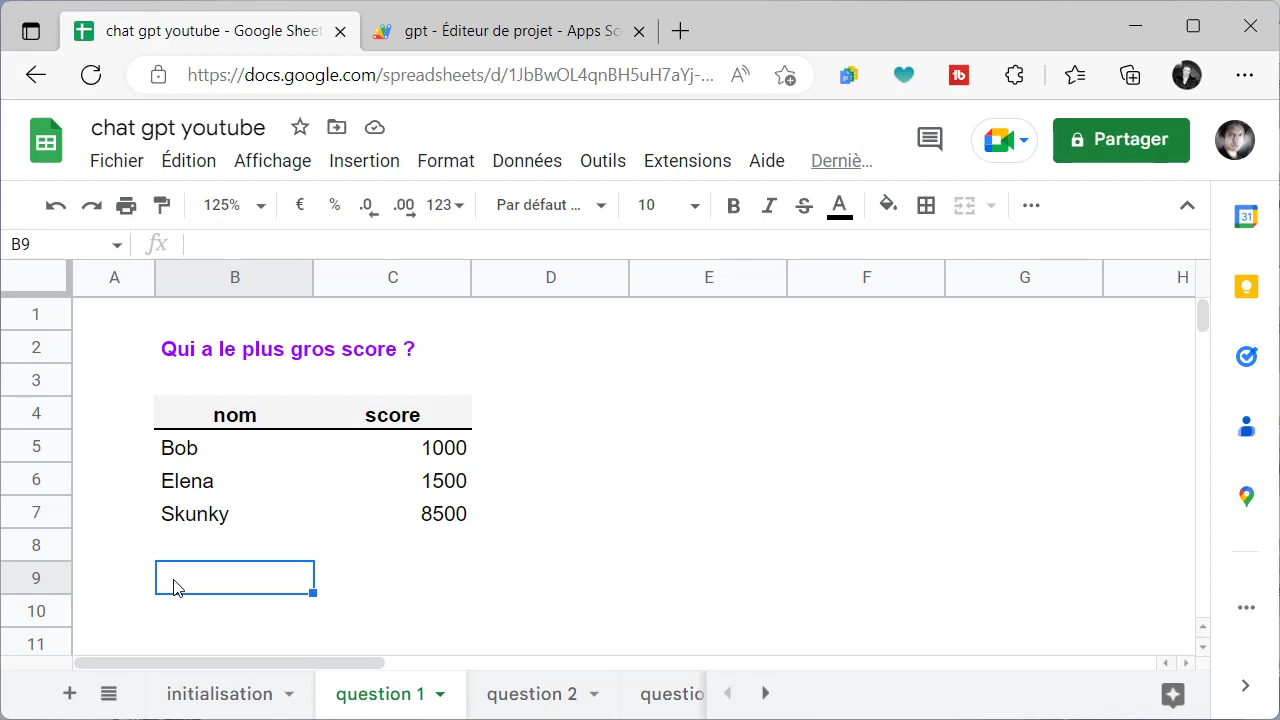 chat gpt youtube - Google Sheet
gpt - Éditeur de projet - Apps Sc
https://docs.google.com/spreadsheets/d/1JbBwOL4qnBH5uH7aYj-...
chat gpt youtube
Fichier Édition Affichage Insertion Format Données Outils Extensions Aide Derniè...
Partager
125% € % .0 .00 123 Par défaut ... 10 B I S A
B9 fx
A B C D E F G H
1
2 Qui a le plus gros score ?
3
4 nom score
5 Bob 1000
6 Elena 1500
7 Skunky 8500
8
9
10
11
initialisation question 1 question 2 questio
31